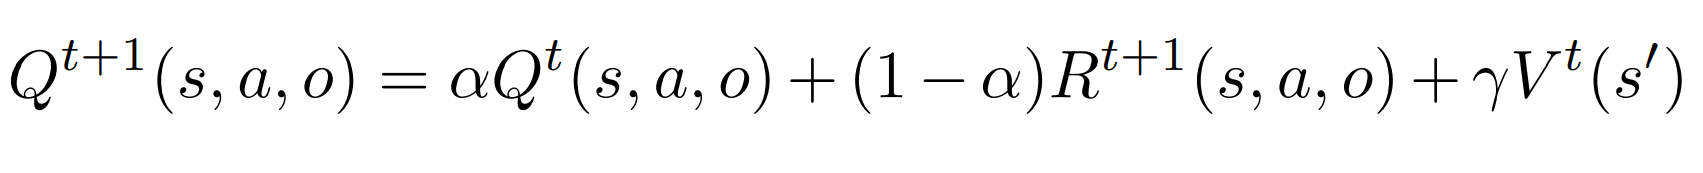 Q^{t+1}(s, a, o) = αQ^t(s, a, o) + (1 − α)R^{t+1}(s, a, o) + γV^t(s′)